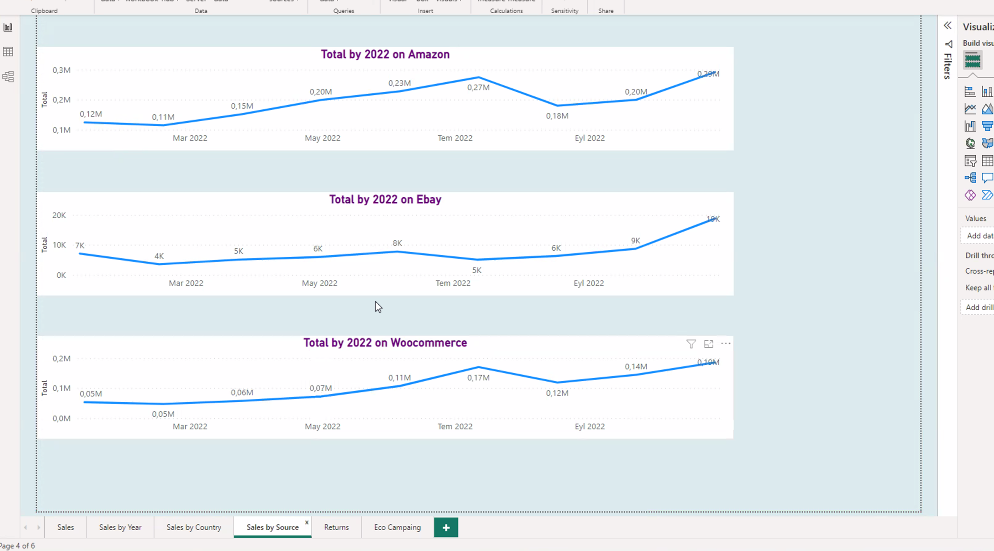 Clipboard
Data
Queries
Insert
Calculations
Sensitivity
Share
Total by 2022 on Amazon
0,3M
0,2M
0,1M
Total
0,12M
0,11M
0,15M
0,20M
0,23M
0,27M
0,18M
0,20M
Mar 2022
May 2022
Tem 2022
Eyl 2022
Total by 2022 on Ebay
20K
10K
0K
Total
7K
4K
5K
6K
8K
5K
6K
9K
Mar 2022
May 2022
Tem 2022
Eyl 2022
Total by 2022 on Woocommerce
0,2M
0,1M
0,0M
Total
0,05M
0,05M
0,06M
0,07M
0,11M
0,17M
0,12M
0,14M
Mar 2022
May 2022
Tem 2022
Eyl 2022
Filters
Visualiz
Build visu
Values
Add dat
Drill thro
Cross-rep
Keep all
Add drill
Sales
Sales by Year
Sales by Country
Sales by Source
Returns
Eco Campaing
Page 4 of 6